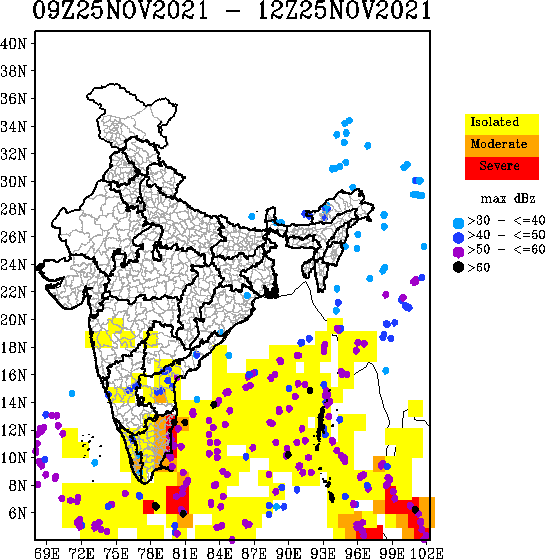 09Z25NOV2021 – 12Z25NOV2021
40N
38N
36N
34N
32N
30N
28N
26N
24N
22N
20N
18N
16N
14N
12N
10N
8N
6N
69E 72E 75E 78E 81E 84E 87E 90E 93E 96E 99E 102E
Isolated
Moderate
Severe
max dBz
>30 - <=40
>40 - <=50
>50 - <=60
>60